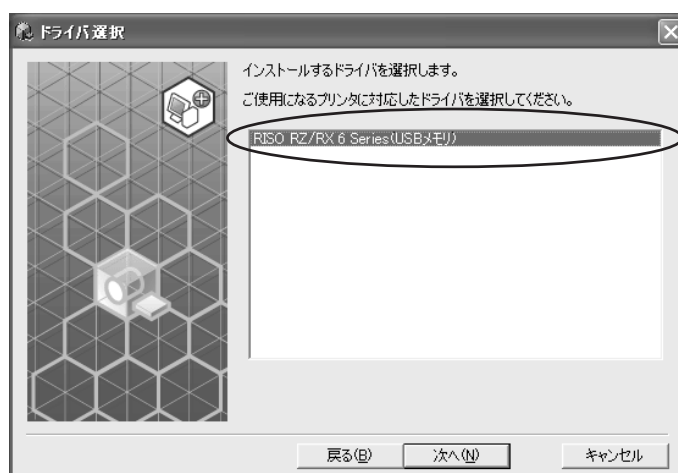 ドライバ選択
インストールするドライバを選択します。
ご使用になるプリンタに対応したドライバを選択してください。
RISO RZ/RX 6 Series(USBメモリ)
戻る(B)
次へ(N)
キャンセル